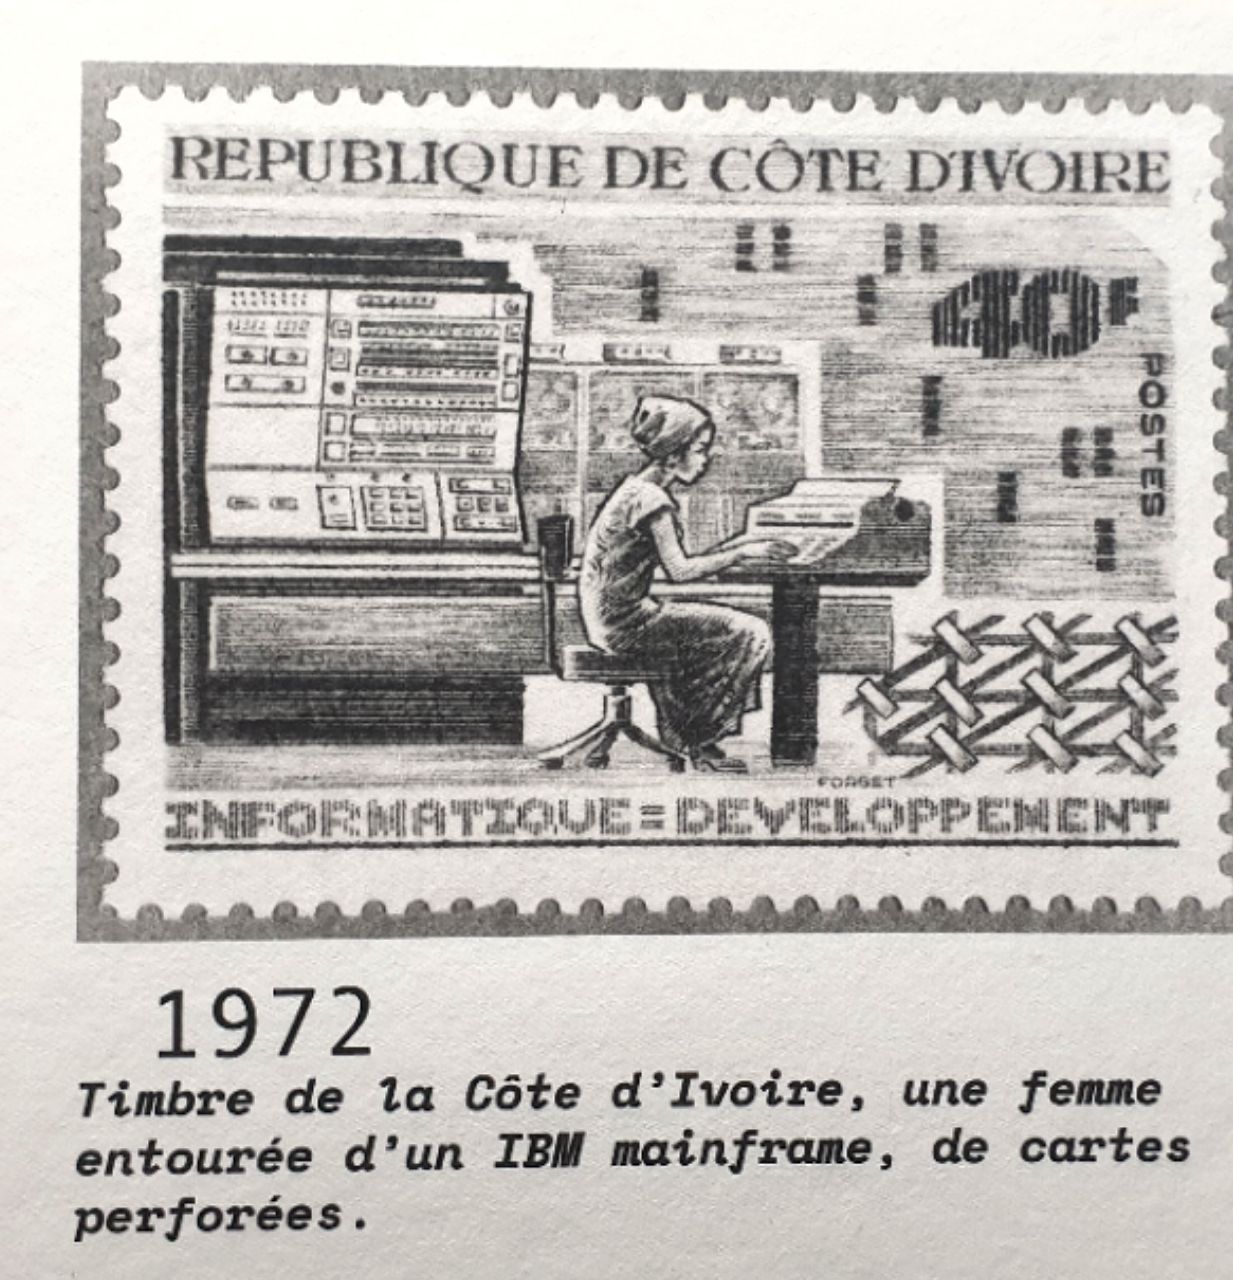 REPUBLIQUE DE CÔTE D'IVOIRE
40F
POSTES
FORGET
INFORMATIQUE=DEVELOPPEMENT
1972
Timbre de la Côte d'Ivoire, une femme
entourée d'un IBM mainframe, de cartes
perforées.